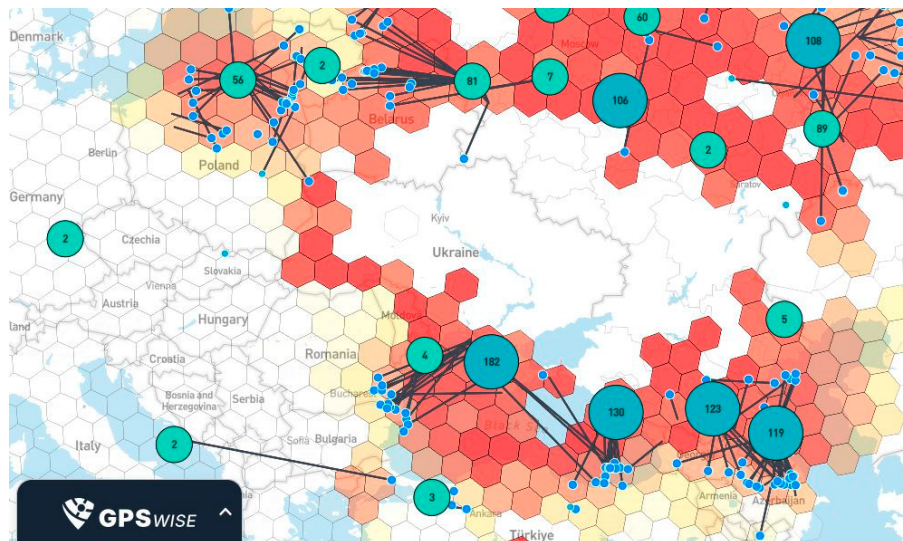 Denmark
60
Moscow
108
2
56
81
7
106
Belarus
89
Berlin
Poland
2
Saratov
Germany
Kyiv
2
Czechia
Ukraine
Slovakia
Vienna
Austria
5
Hungary
Moldova
Romania
4
182
Croatia
Bucharest
Bosnia and
Herzegovina
Serbia
130
123
119
Italy
2
Sofia
Bulgaria
Black S
3
Armenia
Azerbaijan
Ankara
GPSWISE
Türkiye